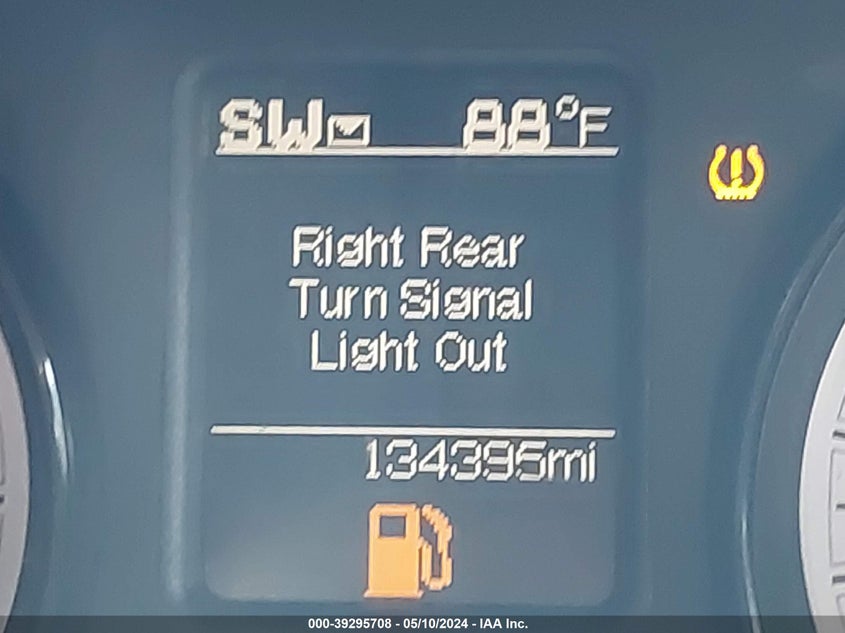 SW 88°F
Right Rear
Turn Signal
Light Out
134395mi
000-39295708 - 05/10/2024 - IAA Inc.